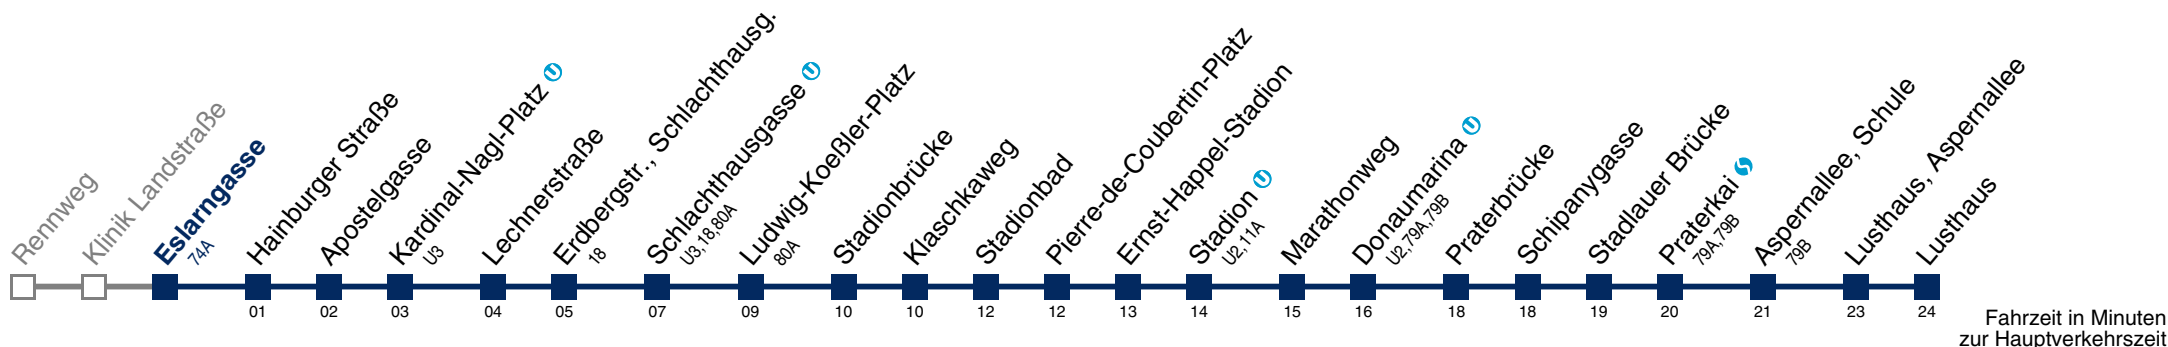 Rennweg
Klinik Landstraße
Eslarngasse
74A
Hainburger Straße
01
Apostelgasse
02
Kardinal-Nagl-Platz
U3
03
Lechnerstraße
04
Erdbergstr., Schlachthausg.
18
05
Schlachthausgasse
U3,18,80A
07
Ludwig-Koeßler-Platz
80A
09
Stadionbrücke
10
Klaschkaweg
10
Stadionbad
12
Pierre-de-Coubertin-Platz
12
Ernst-Happel-Stadion
13
Stadion
U2,11A
14
Marathonweg
15
Donaumarina
U2,79A,79B
16
Praterbrücke
18
Schipanygasse
18
Stadlauer Brücke
19
Praterkai
79A,79B
20
Aspernallee, Schule
79B
21
Lusthaus, Aspernallee
23
Lusthaus
24
Fahrzeit in Minuten
zur Hauptverkehrszeit